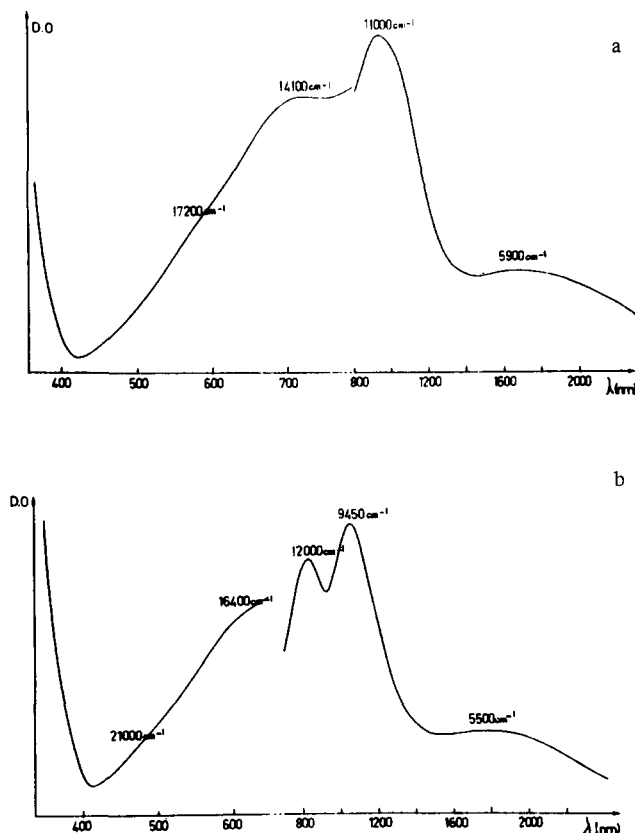 D.O
11000cm⁻¹
a
14100cm⁻¹
17200cm⁻¹
5900cm⁻¹
400 500 600 700 800 1200 1600 2000 λ(nm)
b
D.O
9450cm⁻¹
12000cm⁻¹
16400cm⁻¹
21000cm⁻¹
5500cm⁻¹
400 500 600 800 1200 1600 2000 λ(nm)